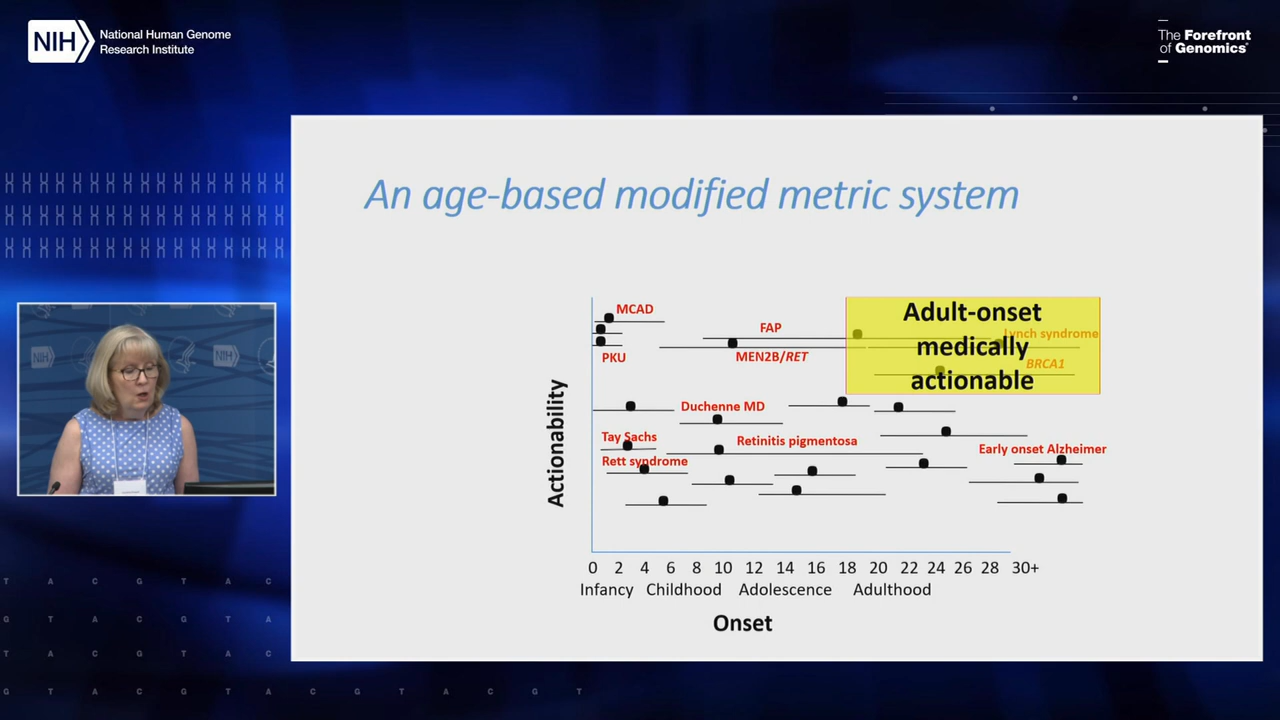 NIH
National Human Genome
Research Institute
The Forefront
of Genomics®
An age-based modified metric system
MCAD
PKU
FAP
MEN2B/RET
Adult-onset
medically
actionable
Lynch syndrome
BRCA1
Duchenne MD
Tay Sachs
Rett syndrome
Retinitis pigmentosa
Early onset Alzheimer
Actionability
0 2 4 6 8 10 12 14 16 18 20 22 24 26 28 30+
Infancy Childhood Adolescence Adulthood
Onset
NIH
NIH
T A C G T A C
G T A C G T A C
T A C G T A C
G T A C G T A C G T A C G T